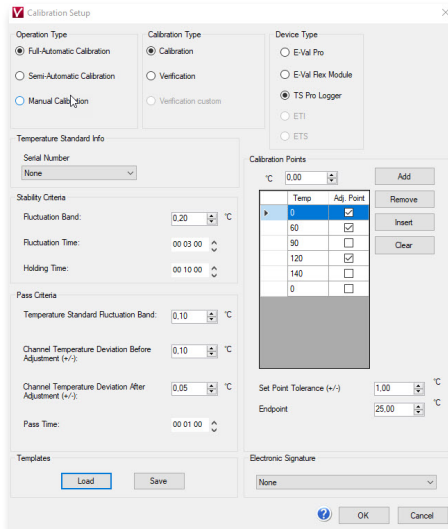 Calibration Setup
Operation Type
Full-Automatic Calibration
Semi-Automatic Calibration
Manual Calibration
Calibration Type
Calibration
Verification
Verification custom
Device Type
E-Val Pro
E-Val Flex Module
TS Pro Logger
ETI
ETS
Temperature Standard Info
Serial Number
None
Stability Criteria
Fluctuation Band: 0,20 °C
Fluctuation Time: 00 03 00
Holding Time: 00 10 00
Pass Criteria
Temperature Standard Fluctuation Band: 0,10 °C
Channel Temperature Deviation Before
Adjustment (+/-): 0,10 °C
Channel Temperature Deviation After
Adjustment (+/-): 0,05 °C
Pass Time: 00 01 00
Templates
Load Save
Calibration Points
°C 0,00 Add
Remove
Insert
Clear
Temp Adj. Point
0
60
90
120
140
0
Set Point Tolerance (+/-) 1,00 °C
Endpoint 25,00 °C
Electronic Signature
None
? OK Cancel